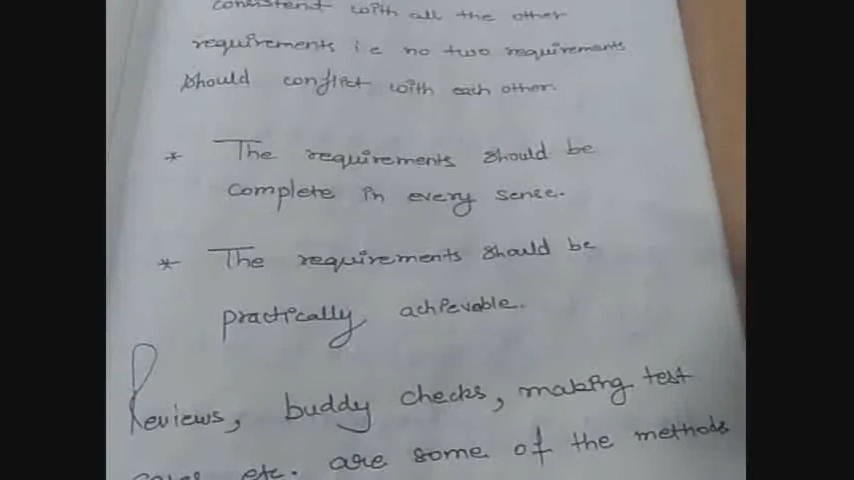 consistent with all the other
requirements i.e no two requirements
should conflict with each other.
* The requirements should be
complete in every sense.
* The requirements should be
practically achievable.
Reviews, buddy checks, making test
cases etc. are some of the methods